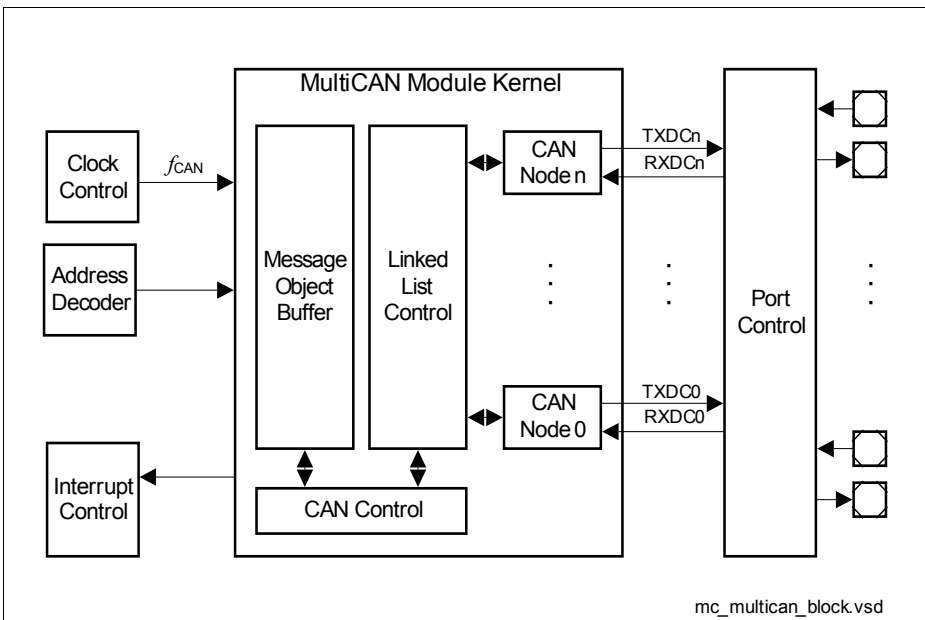 MultiCAN Module Kernel
Clock
Control
fCAN
Address
Decoder
Interrupt
Control
Message
Object
Buffer
Linked
List
Control
CAN
Node n
CAN
Node 0
CAN Control
TXDCn
RXDCn
TXDC0
RXDC0
Port
Control
mc_multican_block.vsd